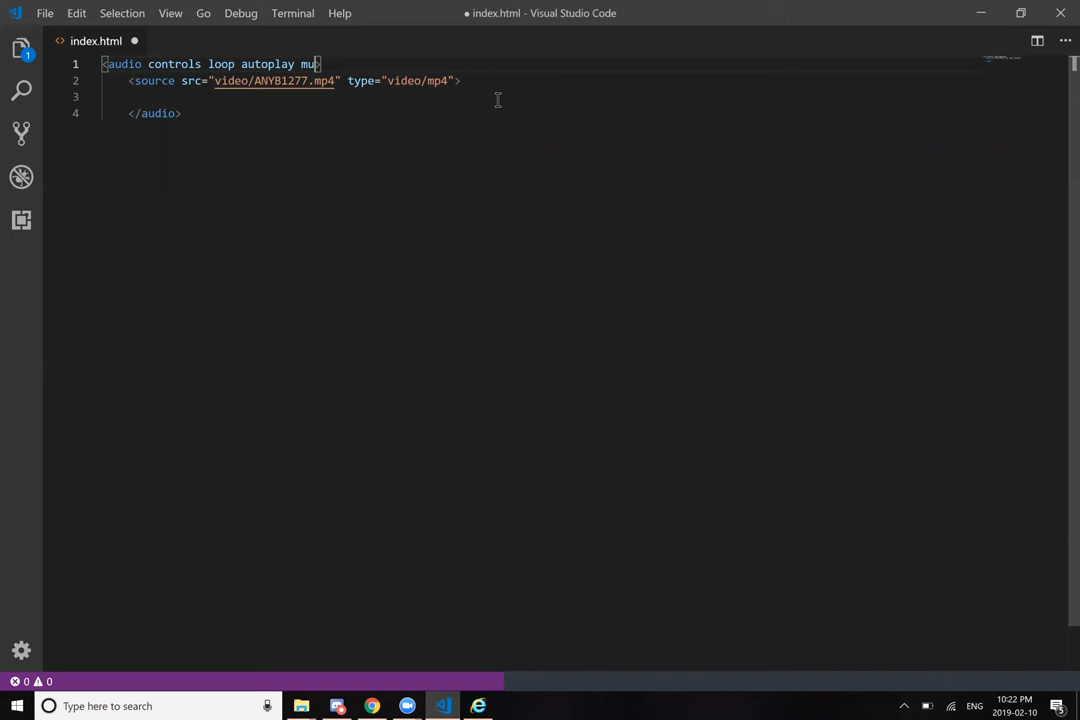 File Edit Selection View Go Debug Terminal Help ● index.html - Visual Studio Code
<> index.html ●
1 <audio controls loop autoplay mu>
2 <source src="video/ANYB1277.mp4" type="video/mp4">
3
4 </audio>
1
0 0
Type here to search
ENG
10:22 PM
2019-02-10
5